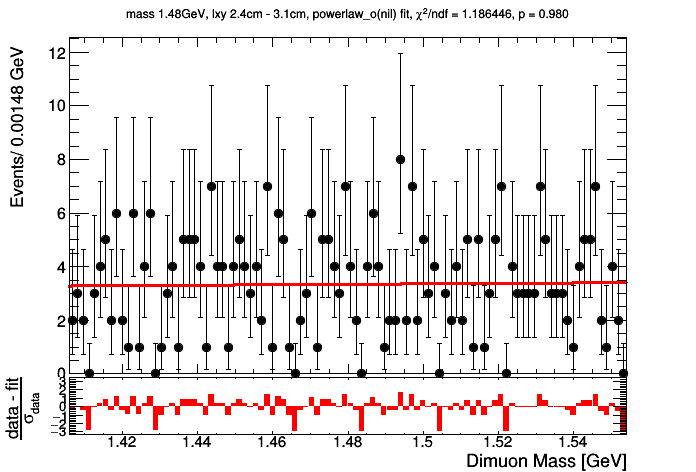 mass 1.48GeV, lxy 2.4cm - 3.1cm, powerlaw_o(nil) fit, χ²/ndf = 1.186446, p = 0.980
Events/ 0.00148 GeV
12
10
8
6
4
2
0
data - fit
σdata
3
2
1
0
−1
−2
−3
1.42 1.44 1.46 1.48 1.5 1.52 1.54
Dimuon Mass [GeV]